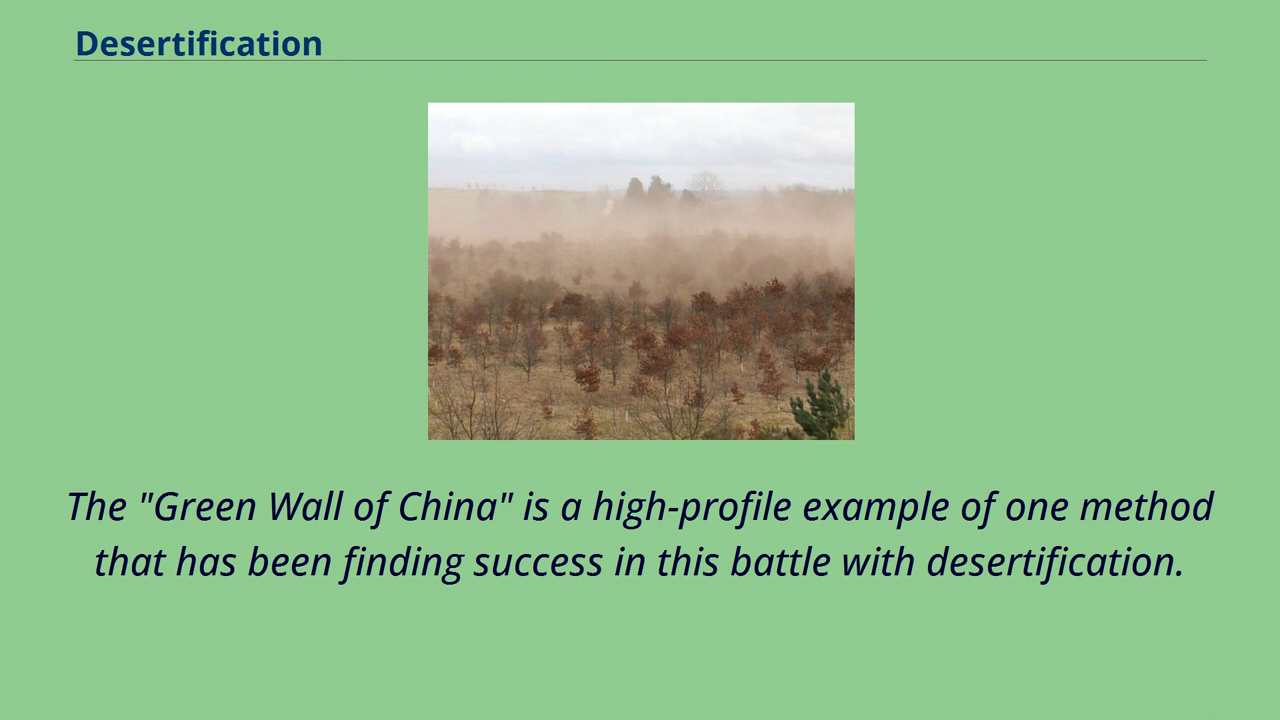 Desertification
The "Green Wall of China" is a high-profile example of one method
that has been finding success in this battle with desertification.